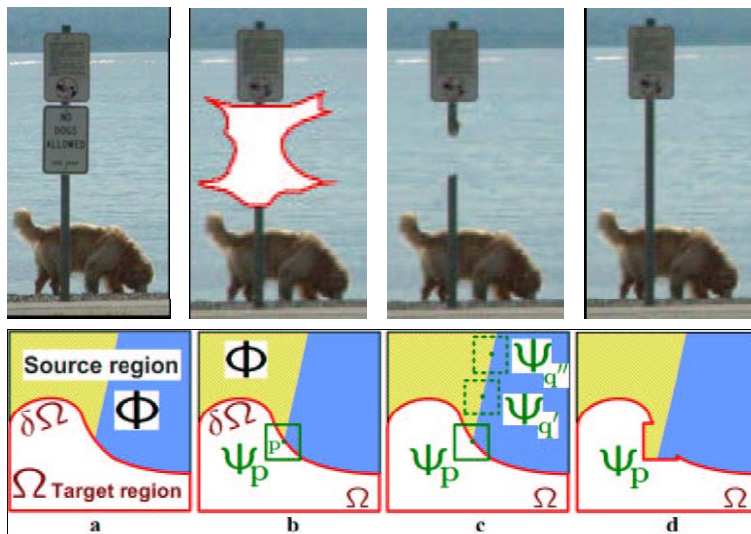 NO
DOGS
ALLOWED
Source region
Φ
δΩ
Ω Target region
a
Φ
δΩ
p
Ψp
Ω
b
Ψq''
Ψq'
Ψp
Ω
c
Ψp
d